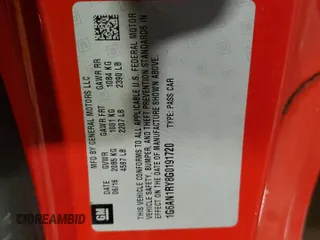 MFD BY GENERAL MOTORS LLC
DATE GVWR GAWR FRT GAWR RR
06/16 2085 KG 1001 KG 1084 KG
4597 LB 2207 LB 2390 LB
THIS VEHICLE CONFORMS TO ALL APPLICABLE U.S. FEDERAL MOTOR
VEHICLE SAFETY, BUMPER, AND THEFT PREVENTION STANDARDS IN
EFFECT ON THE DATE OF MANUFACTURE SHOWN ABOVE.
1G6AN1RY8G0191720 TYPE: PASS CAR
GM
IDREAMBID